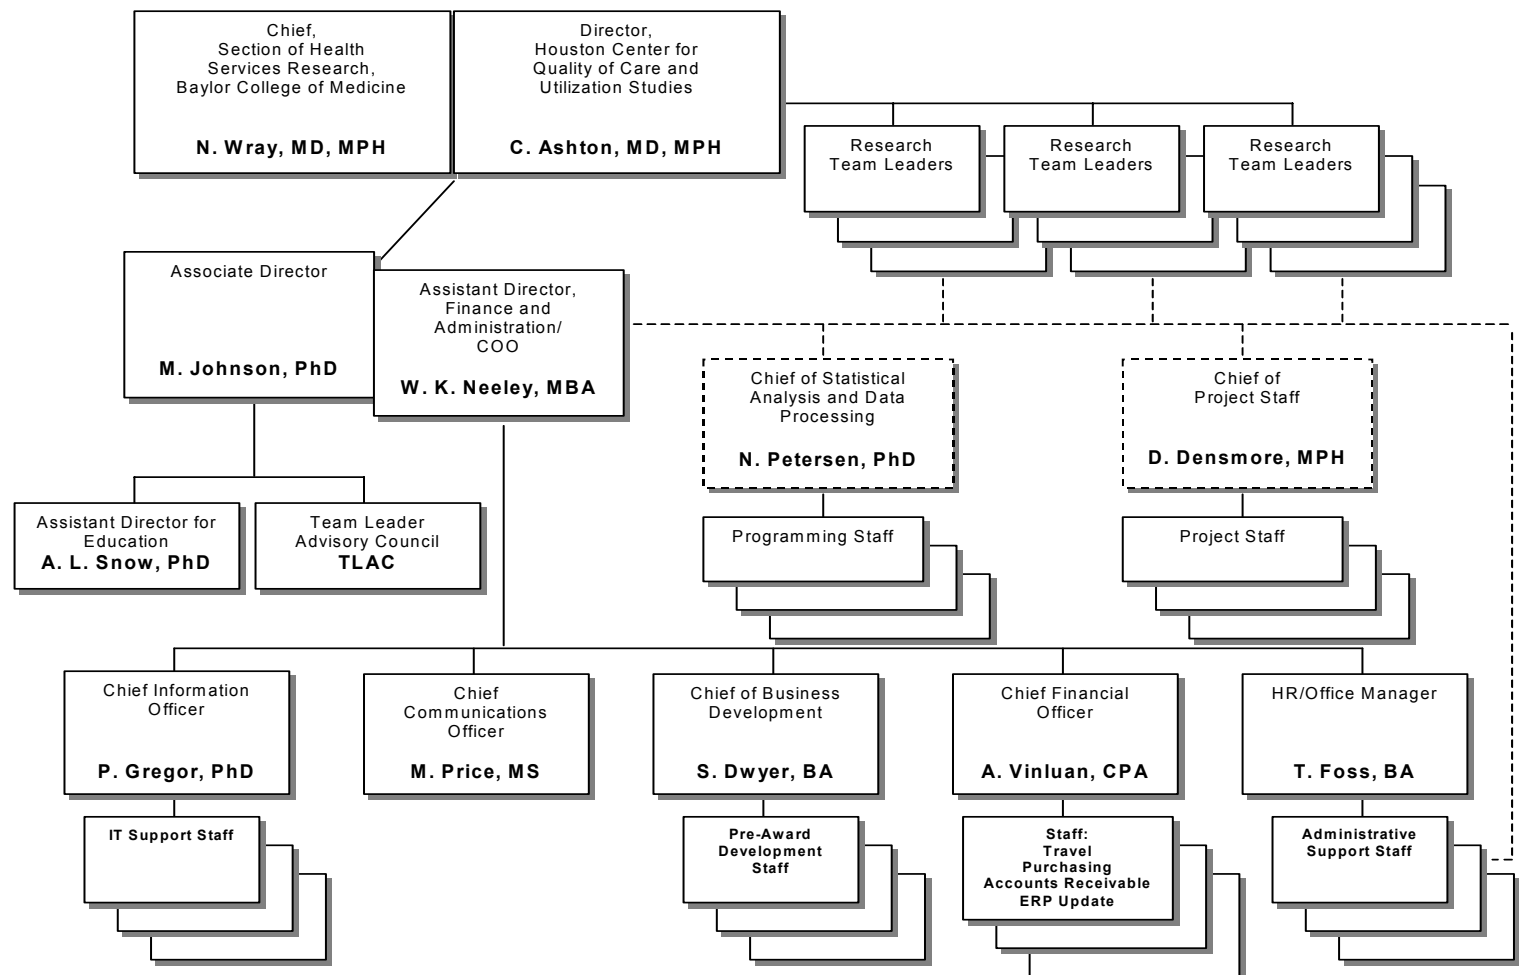 Chief,
Section of Health
Services Research,
Baylor College of Medicine
N. Wray, MD, MPH
Director,
Houston Center for
Quality of Care and
Utilization Studies
C. Ashton, MD, MPH
Research
Team Leaders
Research
Team Leaders
Research
Team Leaders
Associate Director
M. Johnson, PhD
Assistant Director,
Finance and
Administration/
COO
W. K. Neeley, MBA
Chief of Statistical
Analysis and Data
Processing
N. Petersen, PhD
Chief of
Project Staff
D. Densmore, MPH
Assistant Director for
Education
A. L. Snow, PhD
Team Leader
Advisory Council
TLAC
Programming Staff
Project Staff
Chief Information
Officer
P. Gregor, PhD
Chief
Communications
Officer
M. Price, MS
Chief of Business
Development
S. Dwyer, BA
Chief Financial
Officer
A. Vinluan, CPA
HR/Office Manager
T. Foss, BA
IT Support Staff
Pre-Award
Development
Staff
Staff:
Travel
Purchasing
Accounts Receivable
ERP Update
Administrative
Support Staff